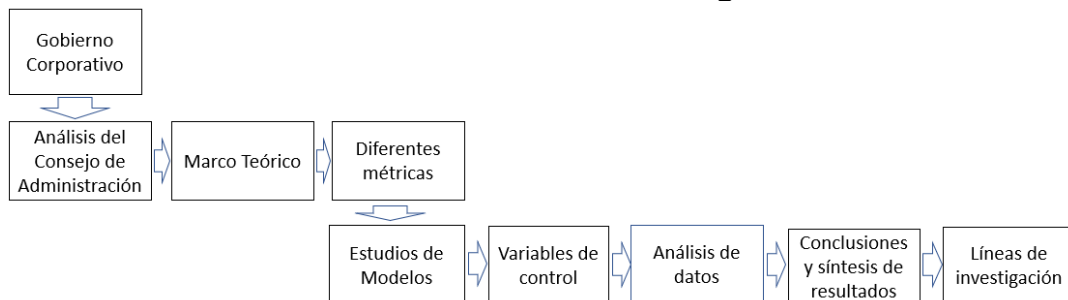 Gobierno
Corporativo
Análisis del
Consejo de
Administración
Marco Teórico
Diferentes
métricas
Estudios de
Modelos
Variables de
control
Análisis de
datos
Conclusiones
y síntesis de
resultados
Líneas de
investigación